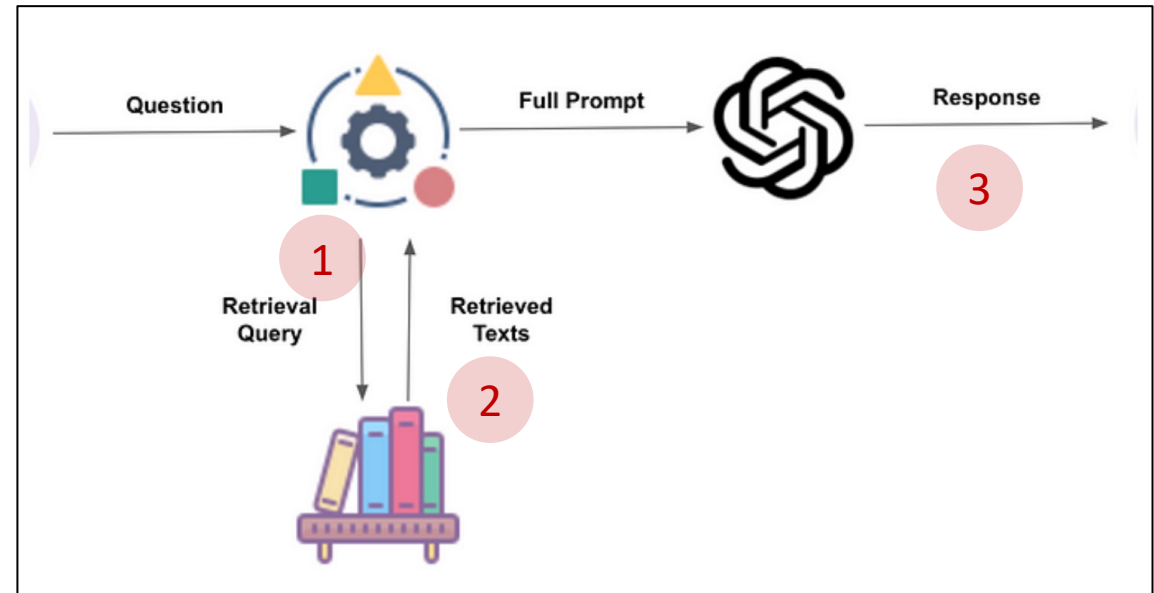 Question
Full Prompt
Response
3
1
Retrieval
Query
Retrieved
Texts
2